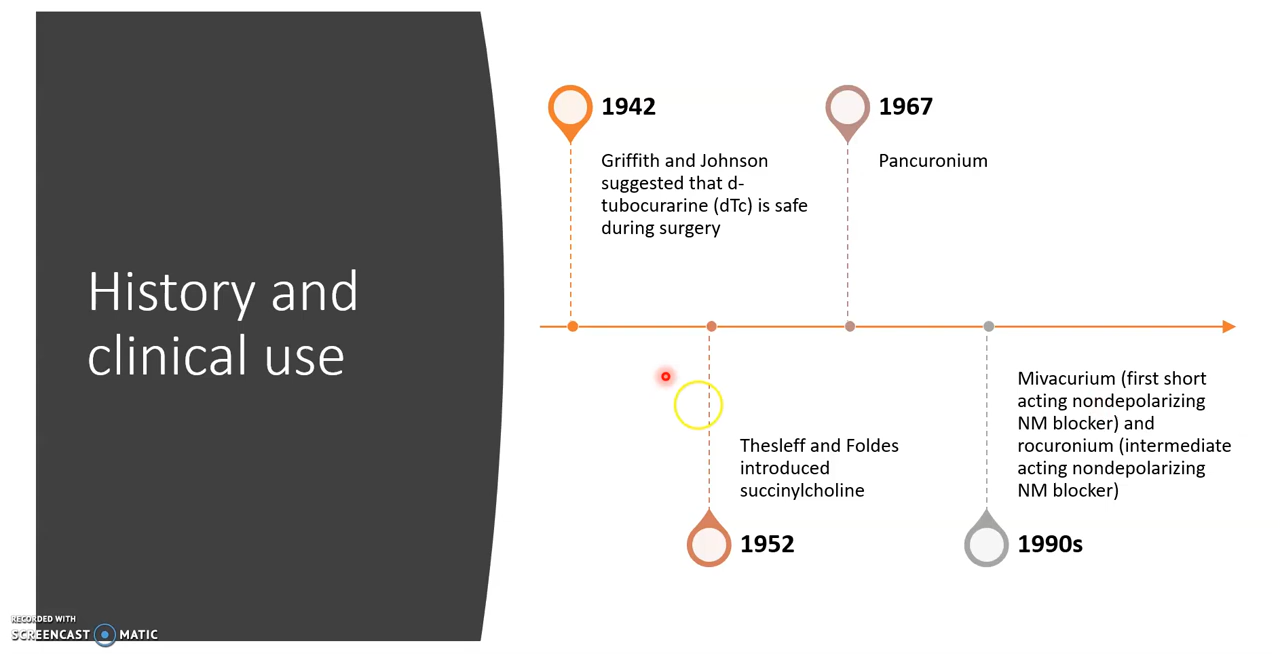 History and
clinical use
1942
Griffith and Johnson
suggested that d-
tubocurarine (dTc) is safe
during surgery
1967
Pancuronium
Thesleff and Foldes
introduced
succinylcholine
1952
Mivacurium (first short
acting nondepolarizing
NM blocker) and
rocuronium (intermediate
acting nondepolarizing
NM blocker)
1990s
RECORDED WITH
SCREENCAST MATIC